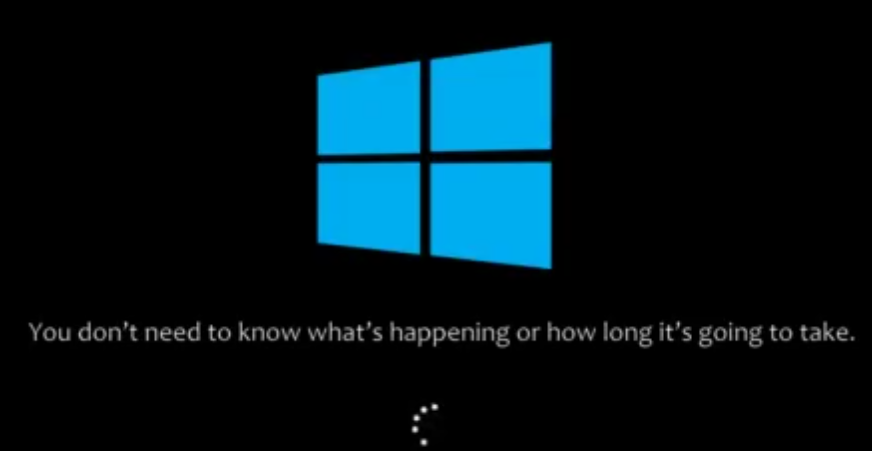 You don’t need to know what’s happening or how long it’s going to take.